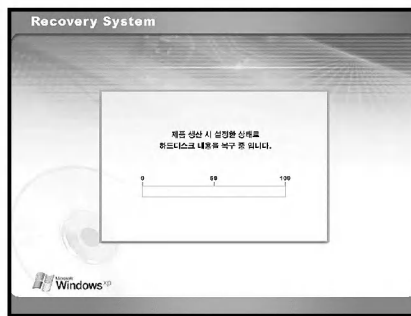 Recovery System
제품 생산 시 설정한 상태로
하드디스크 내용을 복구 중 입니다.
0 50 100
Microsoft
Windows xp